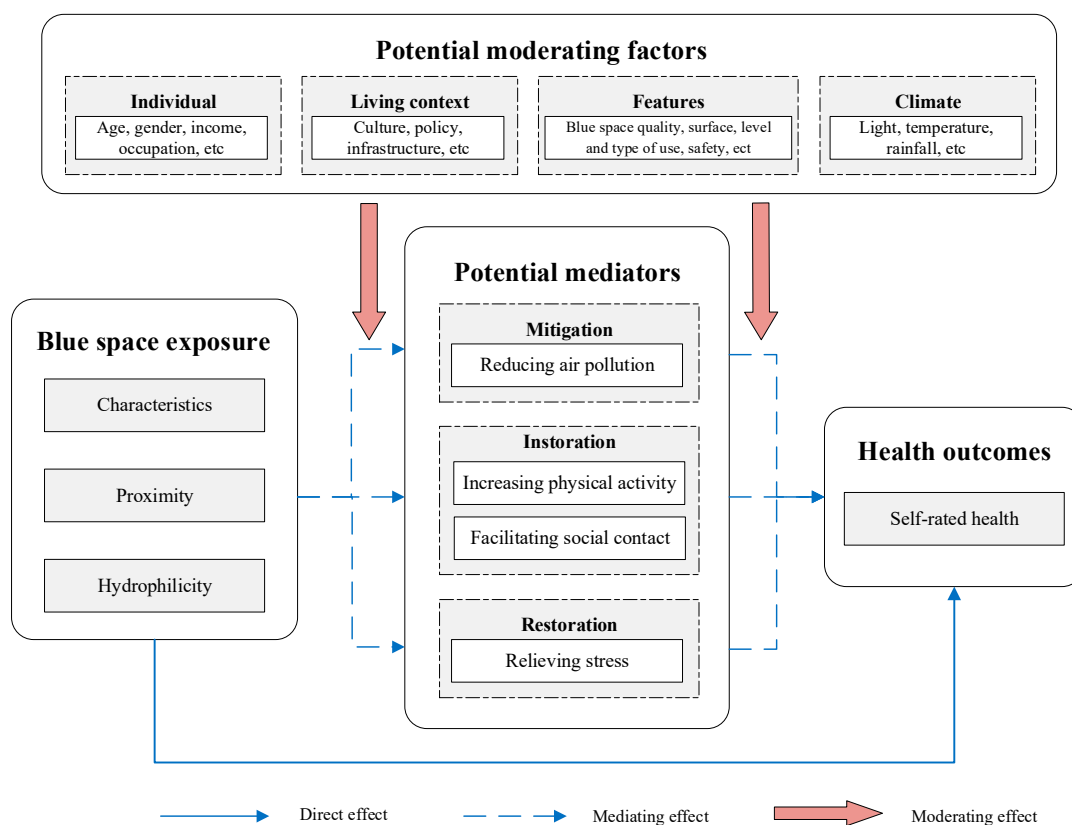 Potential moderating factors
Individual
Age, gender, income,
occupation, etc
Living context
Culture, policy,
infrastructure, etc
Features
Blue space quality, surface, level
and type of use, safety, ect
Climate
Light, temperature,
rainfall, etc
Potential mediators
Mitigation
Reducing air pollution
Instoration
Increasing physical activity
Facilitating social contact
Restoration
Relieving stress
Blue space exposure
Characteristics
Proximity
Hydrophilicity
Health outcomes
Self-rated health
Direct effect
Mediating effect
Moderating effect